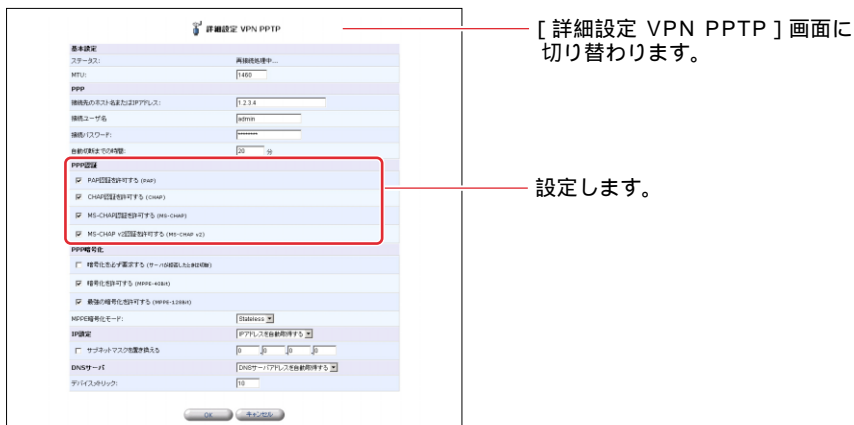 詳細設定 VPN PPTP
[ 詳細設定 VPN PPTP ] 画面に
切り替わります。
基本設定
ステータス: 再接続処理中...
MTU: 1460
PPP
接続先のホスト名またはIPアドレス: 1.2.3.4
接続ユーザ名 admin
接続パスワード: ********
自動切断までの時間: 20 分
PPP認証
PAP認証を許可する (PAP)
CHAP認証を許可する (CHAP)
設定します。
MS-CHAP認証を許可する (MS-CHAP)
MS-CHAP V2認証を許可する (MS-CHAP v2)
PPP暗号化
暗号化を必ず要求する (サーバが拒否したときは切断)
暗号化を許可する (MPPE-40Bit)
最強の暗号化を許可する (MPPE-128Bit)
MPPE暗号化モード: Stateless
IP設定 IPアドレスを自動取得する
サブネットマスクを置き換える 0 .0 .0 .0
DNSサーバ DNSサーバアドレスを自動取得する
デバイスメトリック: 10
OK キャンセル